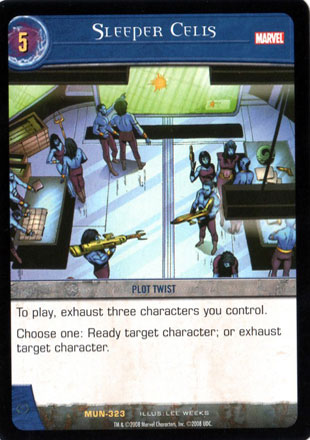 5
SLEEPER CELLS
MARVEL
PLOT TWIST
To play, exhaust three characters you control.
Choose one: Ready target character; or exhaust
target character.
MUN-323 ILLUS: LEE WEEKS
TM & ©2008 Marvel Characters, Inc. ©2008 UDC.